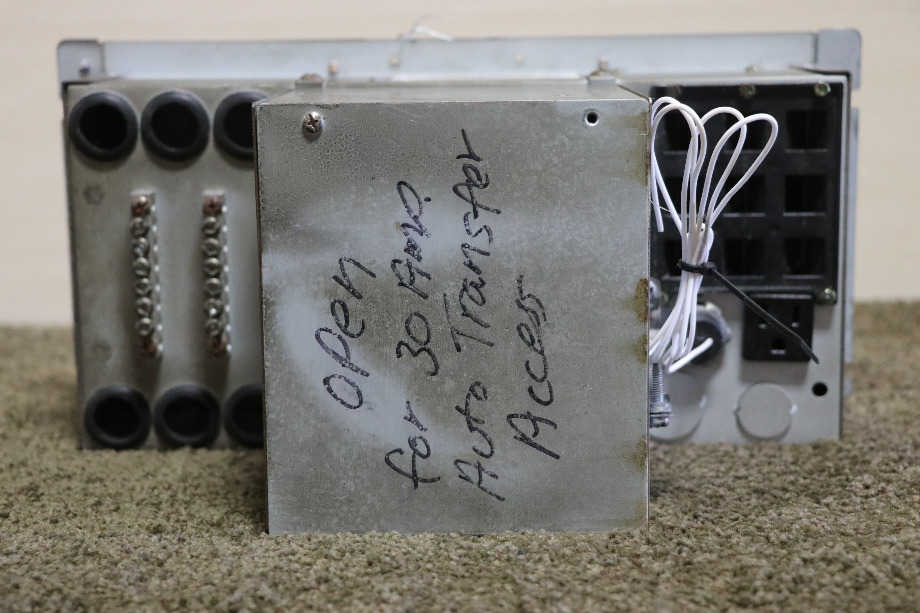 open
for 30 Amp.
Auto Transfer
Access